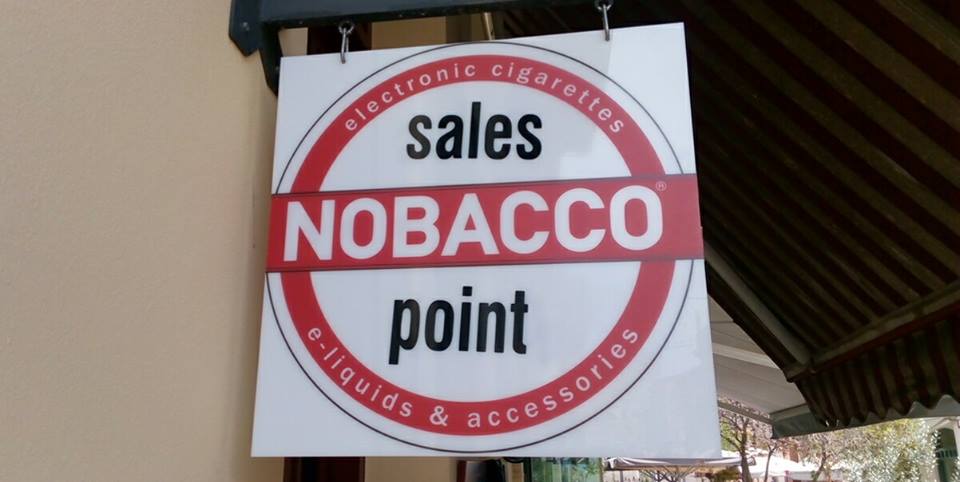 electronic cigarettes
sales
NOBACCO®
point
e-liquids & accessories